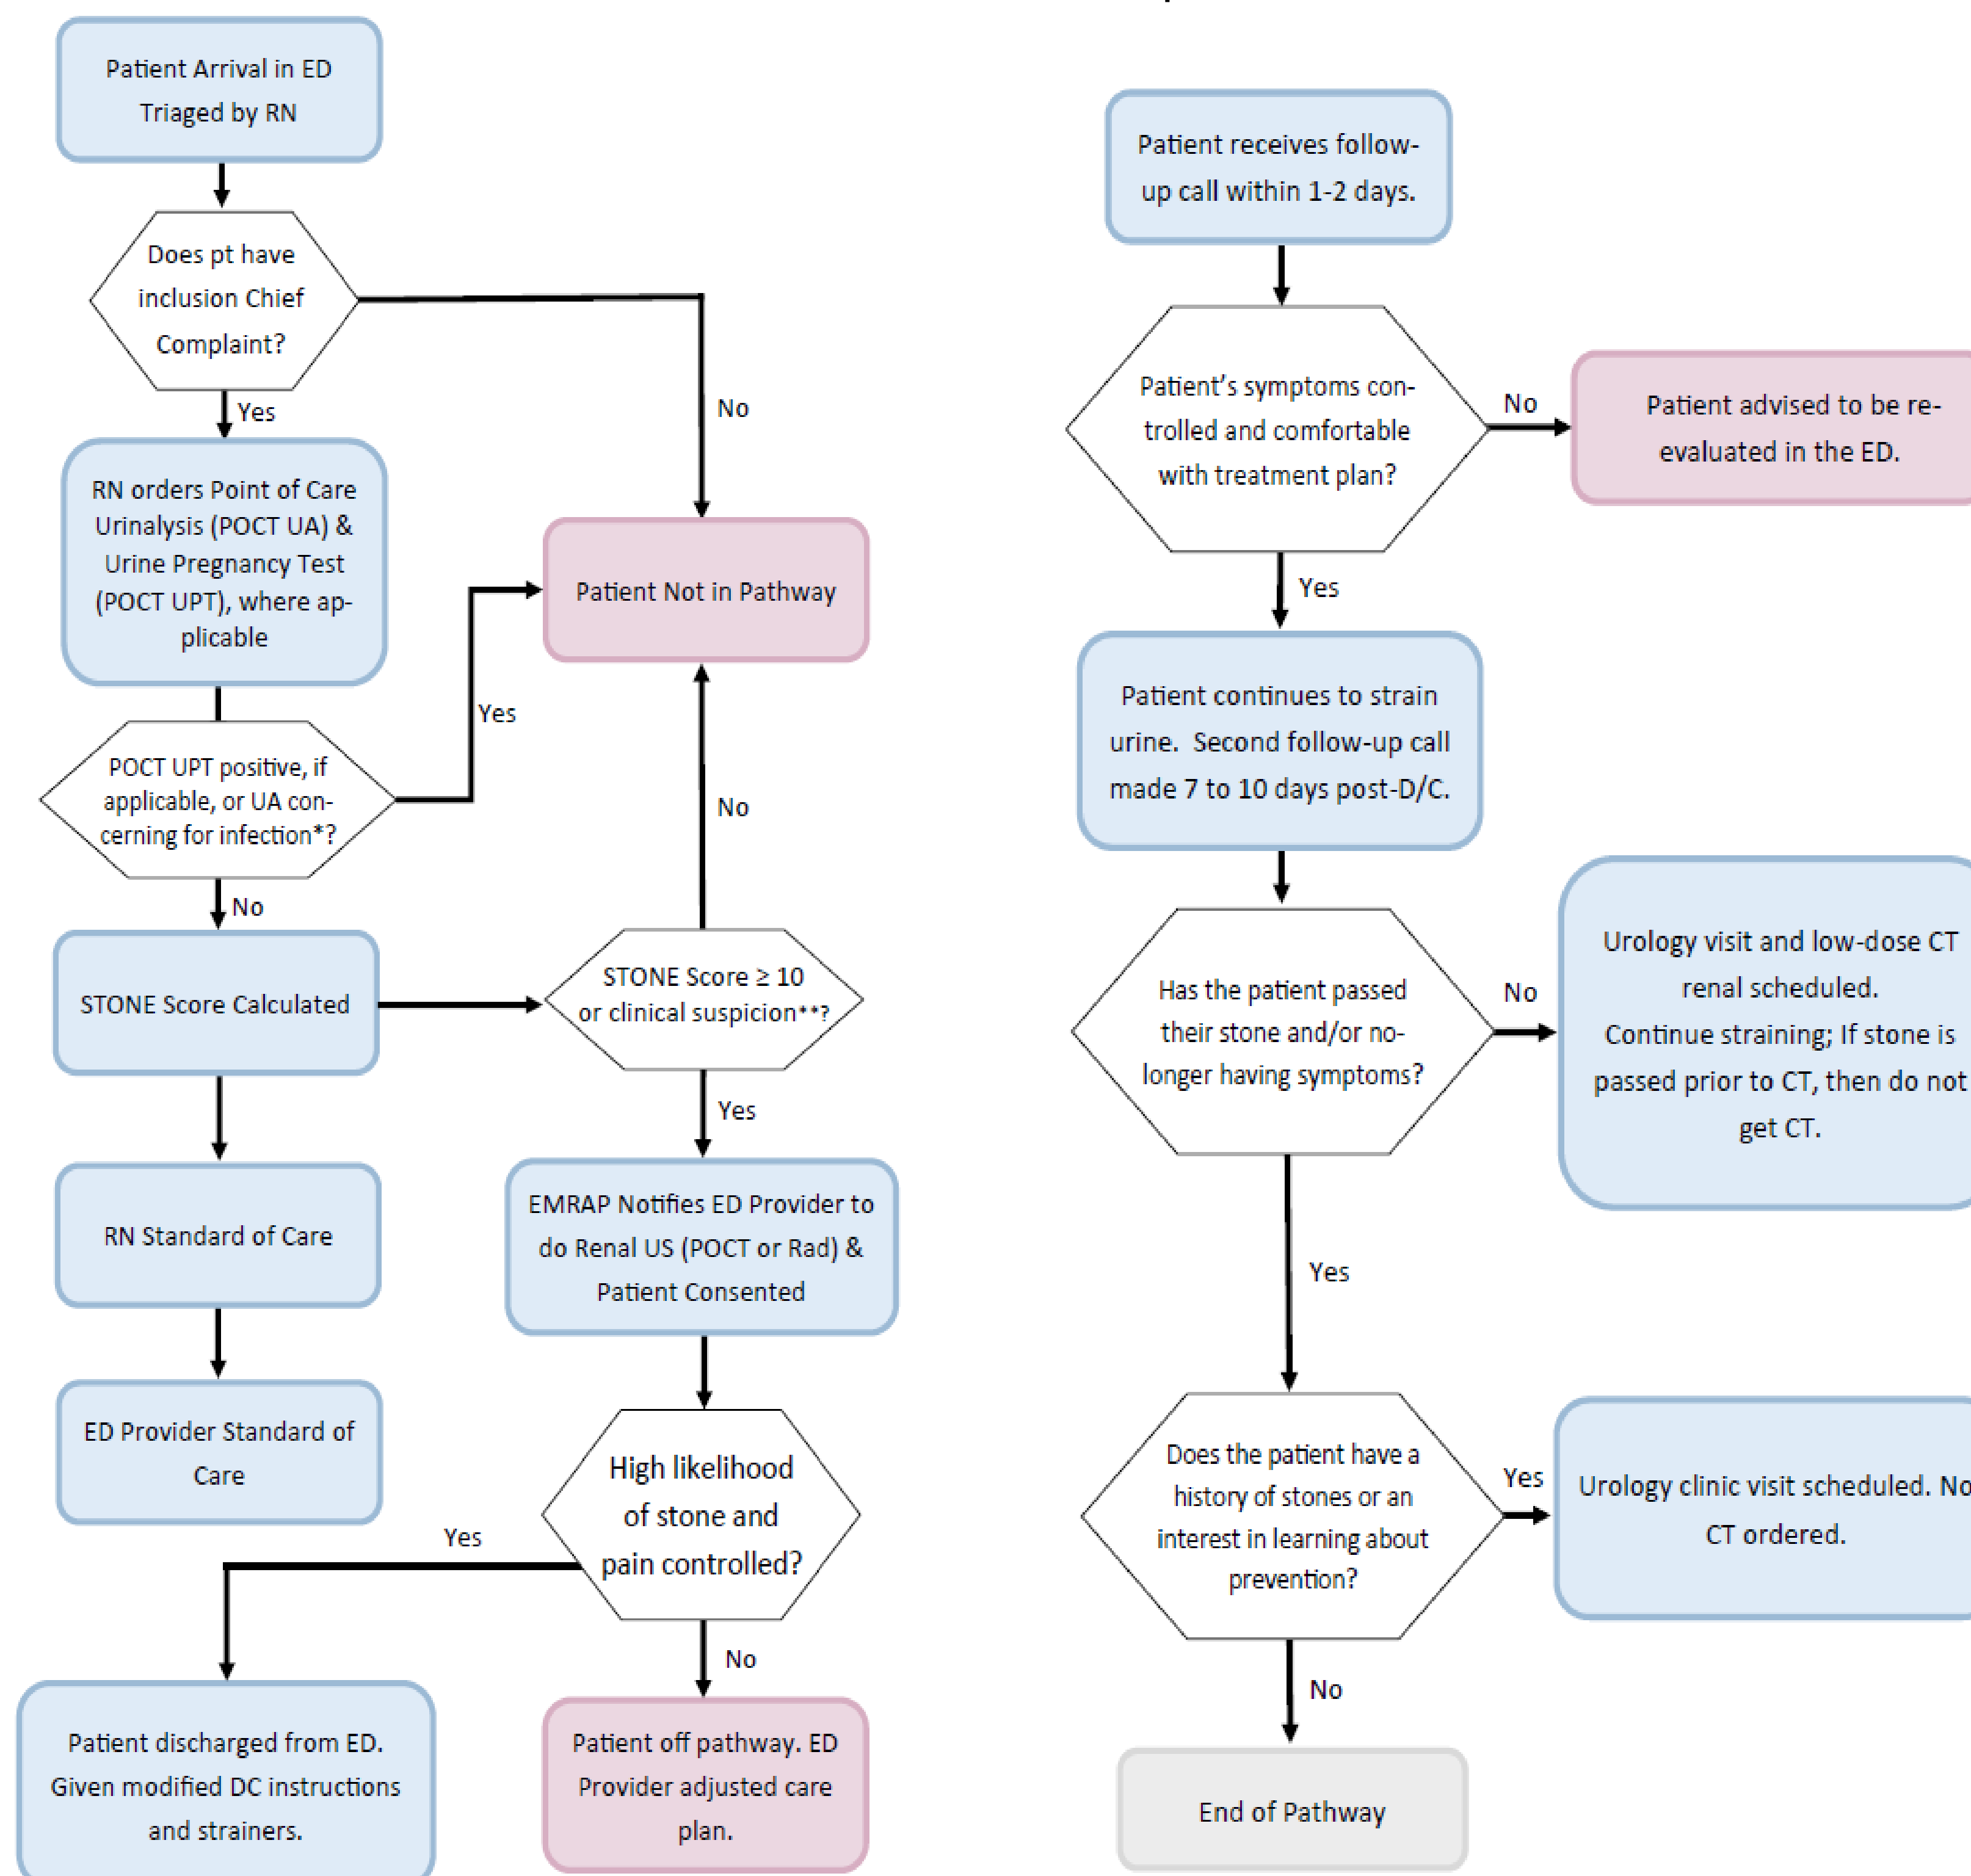 Patient Arrival in ED
Triaged by RN
Does pt have
inclusion Chief
Complaint?
No
Yes
RN orders Point of Care
Urinalysis (POCT UA) &
Urine Pregnancy Test
(POCT UPT), where ap-
plicable
Patient Not in Pathway
Yes
POCT UPT positive, if
applicable, or UA con-
cerning for infection*?
No
No
STONE Score Calculated
STONE Score ≥ 10
or clinical suspicion**?
Yes
RN Standard of Care
EMRAP Notifies ED Provider to
do Renal US (POCT or Rad) &
Patient Consented
ED Provider Standard of
Care
High likelihood
of stone and
pain controlled?
Yes
No
Patient discharged from ED.
Given modified DC instructions
and strainers.
Patient off pathway. ED
Provider adjusted care
plan.
Patient receives follow-
up call within 1-2 days.
Patient's symptoms con-
trolled and comfortable
with treatment plan?
No
Patient advised to be re-
evaluated in the ED.
Yes
Patient continues to strain
urine.  Second follow-up call
made 7 to 10 days post-D/C.
Has the patient passed
their stone and/or no-
longer having symptoms?
No
Urology visit and low-dose CT
renal scheduled.
Continue straining; If stone is
passed prior to CT, then do not
get CT.
Yes
Does the patient have a
history of stones or an
interest in learning about
prevention?
Yes
Urology clinic visit scheduled. No
CT ordered.
No
End of Pathway